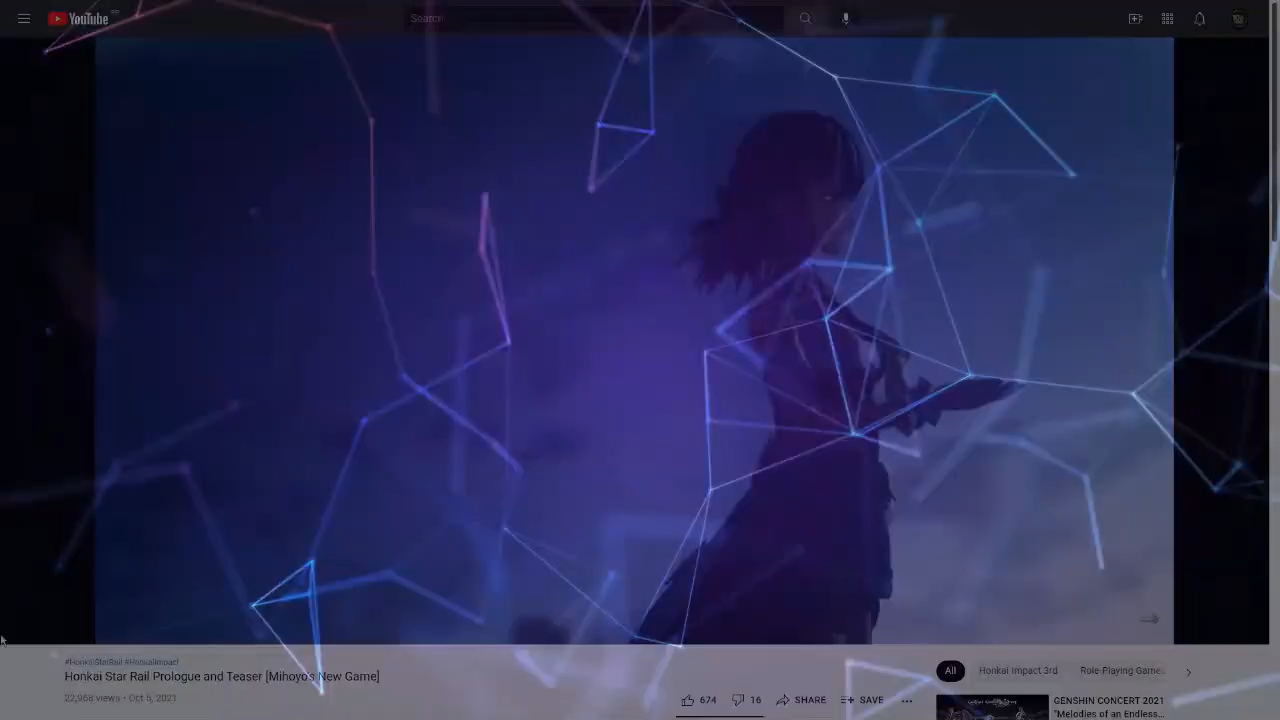 YouTube
Search
#HonkaiStarRail #HonkaiImpact
Honkai Star Rail Prologue and Teaser [Mihoyo's New Game]
22,968 views • Oct 5, 2021
674
16
SHARE
SAVE
All
Honkai Impact 3rd
Role-Playing Game...
GENSHIN CONCERT 2021
"Melodies of an Endless...